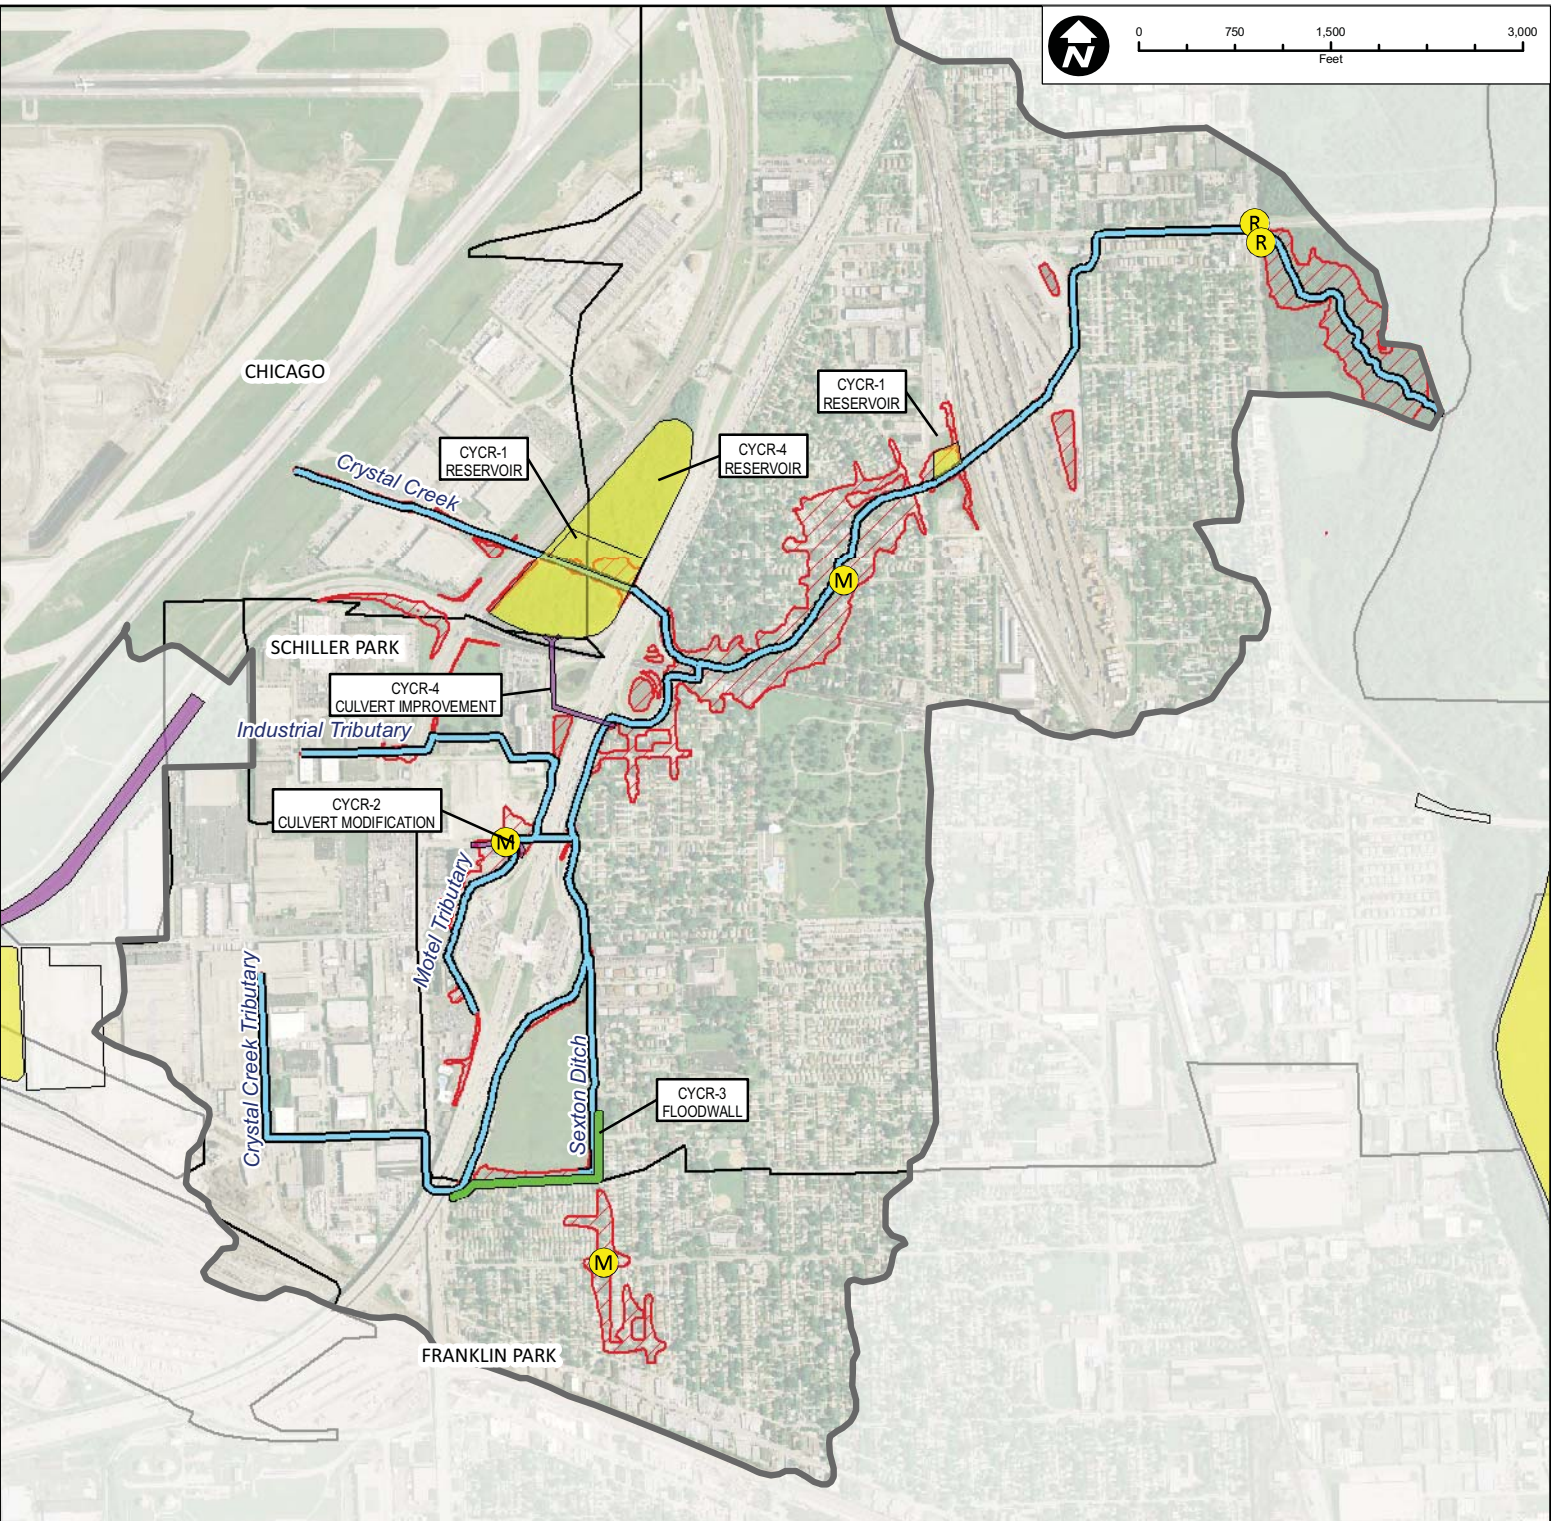 N
0 750 1,500 3,000
Feet
R
R
CHICAGO
CYCR-1
RESERVOIR
CYCR-1
RESERVOIR
CYCR-4
RESERVOIR
Crystal Creek
M
SCHILLER PARK
CYCR-4
CULVERT IMPROVEMENT
Industrial Tributary
CYCR-2
CULVERT MODIFICATION
M
Motel Tributary
Crystal Creek Tributary
Sexton Ditch
CYCR-3
FLOODWALL
M
FRANKLIN PARK